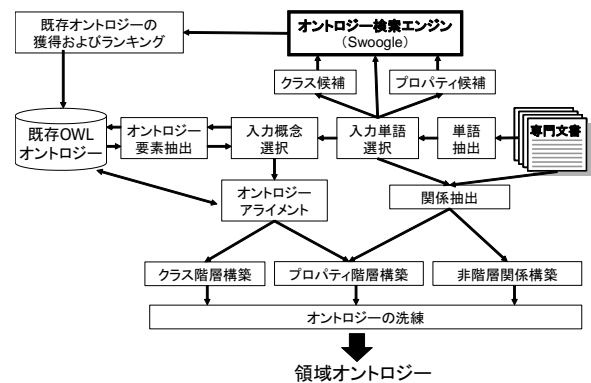 既存オントロジーの
獲得およびランキング
オントロジー検索エンジン
（Swoogle）
クラス候補
プロパティ候補
既存OWL
オントロジー
オントロジー
要素抽出
入力概念
選択
入力単語
選択
単語
抽出
専門文書
オントロジー
アライメント
関係抽出
クラス階層構築
プロパティ階層構築
非階層関係構築
オントロジーの洗練
領域オントロジー